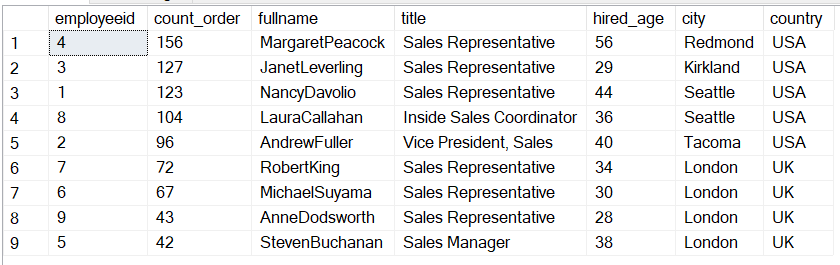 employeeid count_order fullname title hired_age city country
1 4 156 MargaretPeacock Sales Representative 56 Redmond USA
2 3 127 JanetLeverling Sales Representative 29 Kirkland USA
3 1 123 NancyDavolio Sales Representative 44 Seattle USA
4 8 104 LauraCallahan Inside Sales Coordinator 36 Seattle USA
5 2 96 AndrewFuller Vice President, Sales 40 Tacoma USA
6 7 72 RobertKing Sales Representative 34 London UK
7 6 67 MichaelSuyama Sales Representative 30 London UK
8 9 43 AnneDodsworth Sales Representative 28 London UK
9 5 42 StevenBuchanan Sales Manager 38 London UK